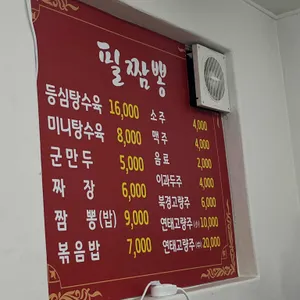 필짬뽕
등심탕수육 16,000 소주 4,000
미니탕수육 8,000 맥주 4,000
군만두 5,000 음료 2,000
짜장 6,000 이과두주 4,000
짬뽕(밥) 9,000 북경고량주 6,000
볶음밥 7,000 연태고량주(小) 10,000
연태고량주(中) 20,000